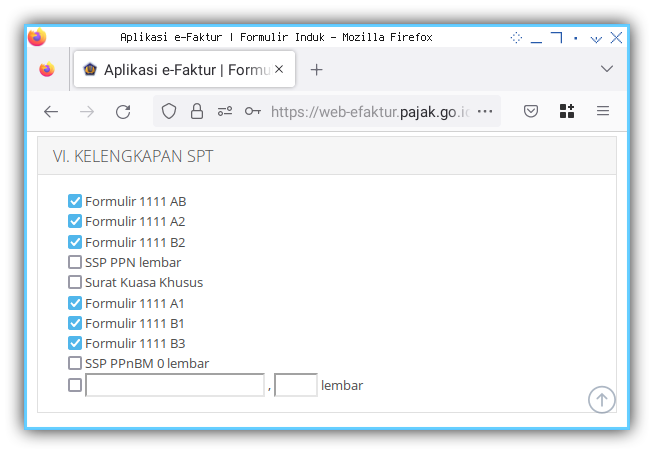 Aplikasi e-Faktur | Formulir Induk - Mozilla Firefox
Aplikasi e-Faktur | Formu
https://web-efaktur.pajak.go.id
VI. KELENGKAPAN SPT
Formulir 1111 AB
Formulir 1111 A2
Formulir 1111 B2
SSP PPN lembar
Surat Kuasa Khusus
Formulir 1111 A1
Formulir 1111 B1
Formulir 1111 B3
SSP PPnBM 0 lembar
, lembar